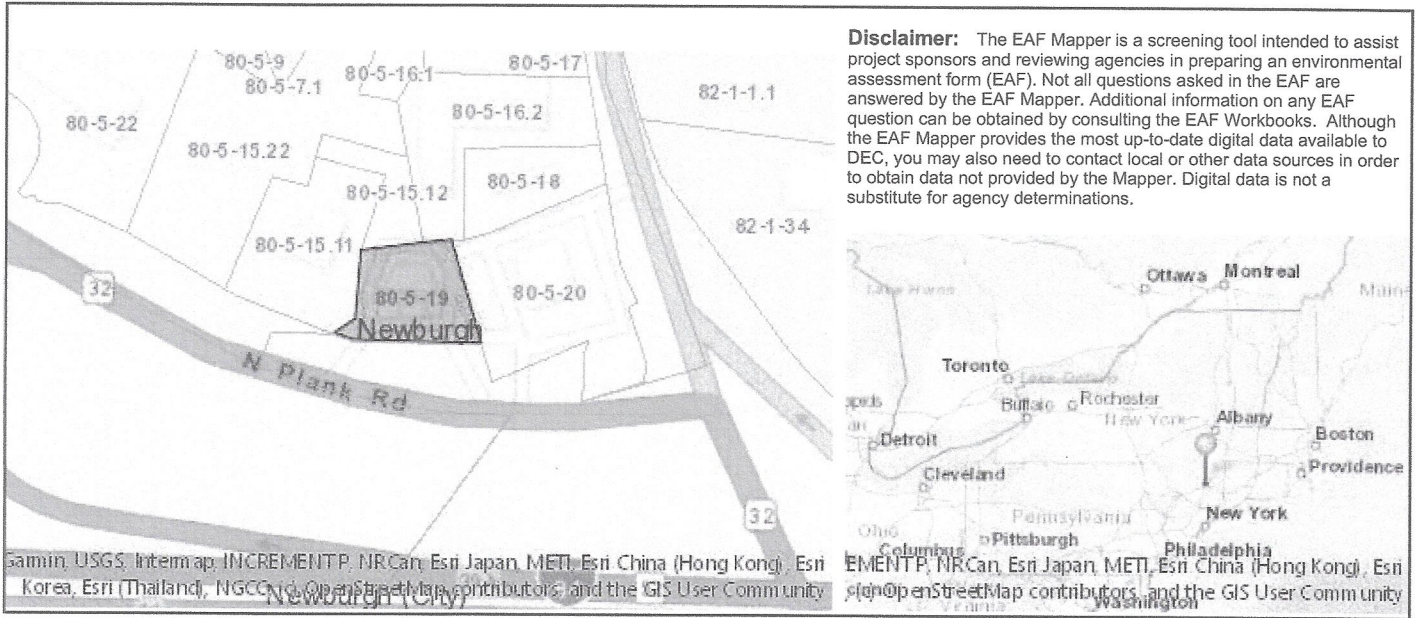 80-5-9
80-5-7.1
80-5-16.1
80-5-17
82-1-1.1
80-5-22
80-5-16.2
80-5-15.22
80-5-15.12
80-5-18
80-5-15.11
82-1-34
32
80-5-19
80-5-20
Newburgh
N Plank Rd
32
Garmin, USGS, Intermap, INCREMENT P, NRCan, Esri Japan, METI, Esri China (Hong Kong), Esri
Korea, Esri (Thailand), NGCC, OpenStreetMap contributors, and the GIS User Community
Newburgh (City)
Disclaimer: The EAF Mapper is a screening tool intended to assist
project sponsors and reviewing agencies in preparing an environmental
assessment form (EAF). Not all questions asked in the EAF are
answered by the EAF Mapper. Additional information on any EAF
question can be obtained by consulting the EAF Workbooks. Although
the EAF Mapper provides the most up-to-date digital data available to
DEC, you may also need to contact local or other data sources in order
to obtain data not provided by the Mapper. Digital data is not a
substitute for agency determinations.
Ottawa
Montreal
Lake Huron
Maine
Toronto
Lake Ontario
apids
Buffalo
Rochester
New York
Albany
Detroit
Boston
Cleveland
Providence
Pennsylvania
New York
Ohio
Pittsburgh
Columbus
Philadelphia
EMENT P, NRCan, Esri Japan, METI, Esri China (Hong Kong), Esri
OpenStreetMap contributors, and the GIS User Community
Virginia
Washington